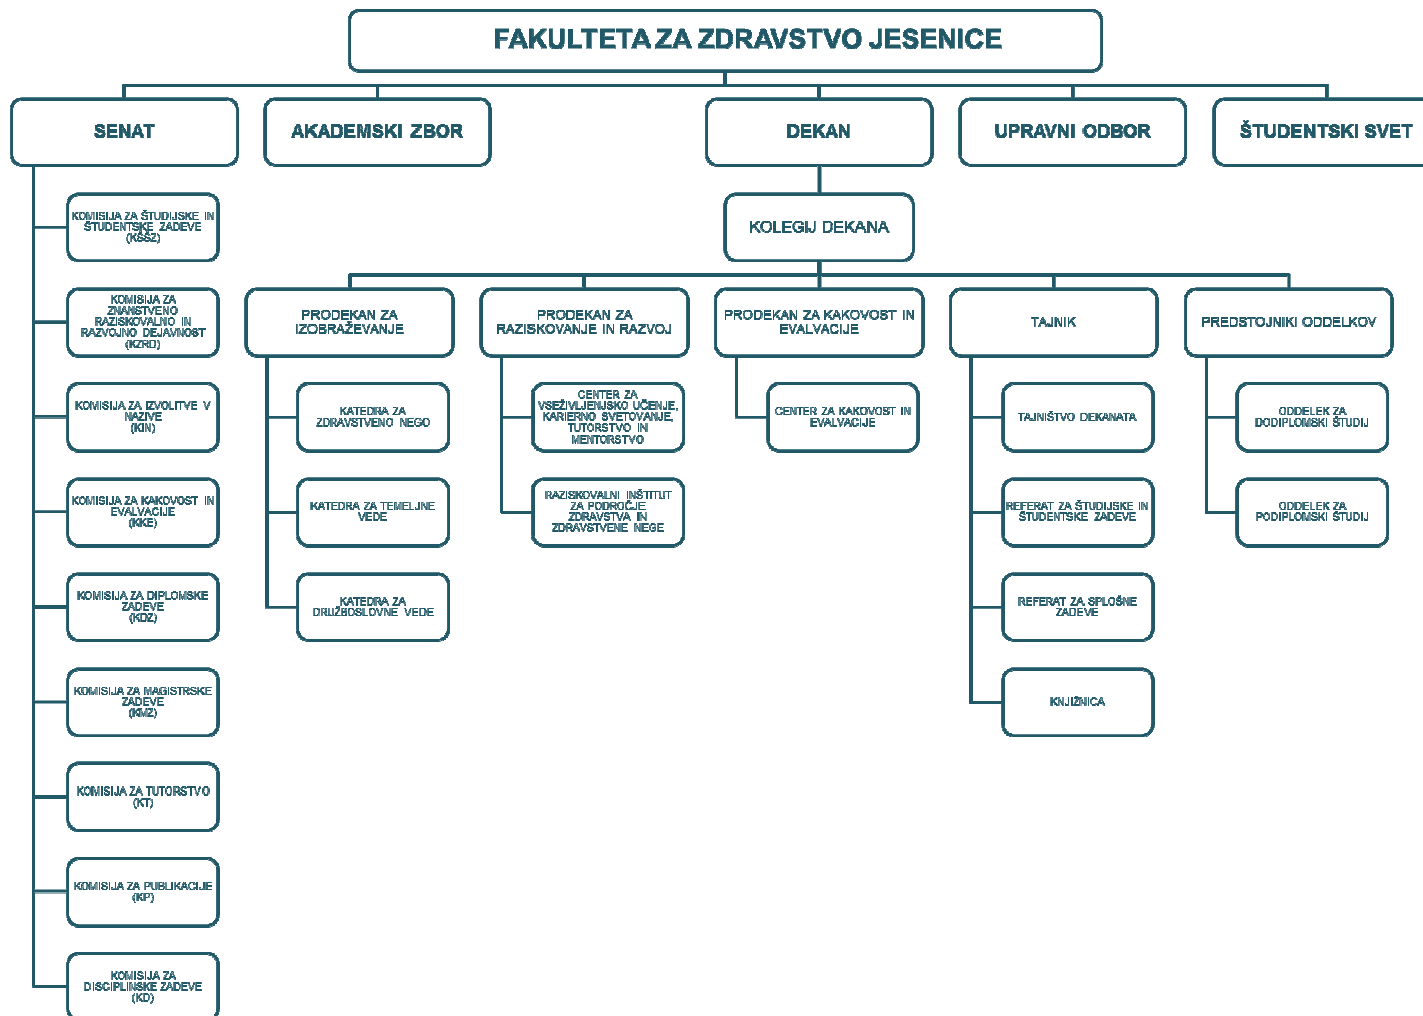 FAKULTETA ZA ZDRAVSTVO JESENICE
SENAT
AKADEMSKI ZBOR
DEKAN
UPRAVNI ODBOR
ŠTUDENTSKI SVET
KOMISIJA ZA ŠTUDIJSKE IN
ŠTUDENTSKE ZADEVE
(KŠŠZ)
KOMISIJA ZA
ZNANSTVENO
RAZISKOVALNO IN
RAZVOJNO DEJAVNOST
(KZRD)
KOMISIJA ZA IZVOLITVE V
NAZIVE
(KIN)
KOMISIJA ZA KAKOVOST IN
EVALVACIJE
(KKE)
KOMISIJA ZA DIPLOMSKE
ZADEVE
(KDZ)
KOMISIJA ZA MAGISTRSKE
ZADEVE
(KMZ)
KOMISIJA ZA TUTORSTVO
(KT)
KOMISIJA ZA PUBLIKACIJE
(KP)
KOMISIJA ZA
DISCIPLINSKE ZADEVE
(KD)
KOLEGIJ DEKANA
PRODEKAN ZA
IZOBRAŽEVANJE
KATEDRA ZA
ZDRAVSTVENO NEGO
KATEDRA ZA TEMELJNE
VEDE
KATEDRA ZA
DRUŽBOSLOVNE VEDE
PRODEKAN ZA
RAZISKOVANJE IN RAZVOJ
CENTER ZA
VSEŽIVLJENJSKO UČENJE,
KARIERNO SVETOVANJE,
TUTORSTVO IN
MENTORSTVO
RAZISKOVALNI INŠTITUT
ZA PODROČJE
ZDRAVSTVA IN
ZDRAVSTVENE NEGE
PRODEKAN ZA KAKOVOST IN
EVALVACIJE
CENTER ZA KAKOVOST IN
EVALVACIJE
TAJNIK
TAJNIŠTVO DEKANATA
REFERAT ZA ŠTUDIJSKE IN
ŠTUDENTSKE ZADEVE
REFERAT ZA SPLOŠNE
ZADEVE
KNJIŽNICA
PREDSTOJNIKI ODDELKOV
ODDELEK ZA
DODIPLOMSKI ŠTUDIJ
ODDELEK ZA
PODIPLOMSKI ŠTUDIJ